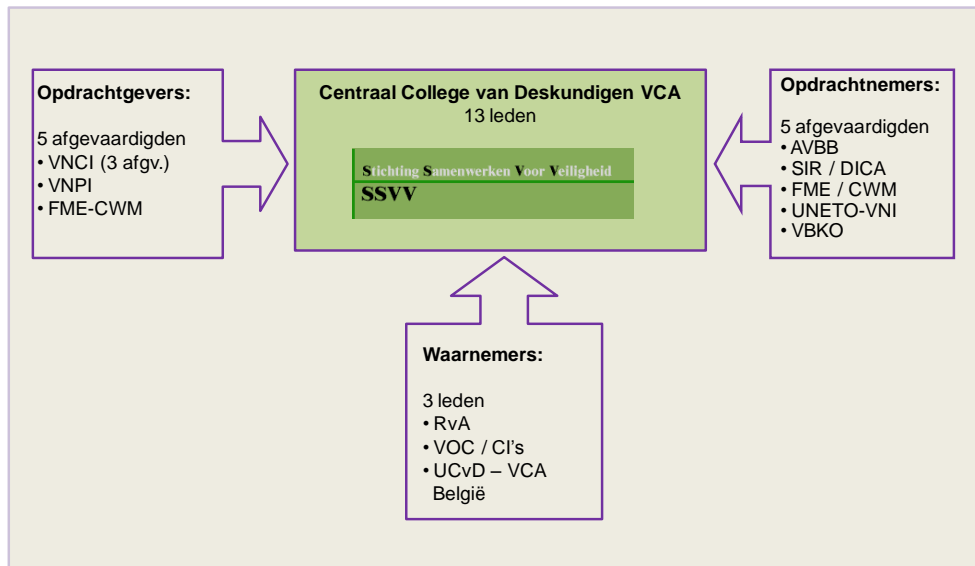 Opdrachtgevers:
5 afgevaardigden
• VNCI (3 afgv.)
• VNPI
• FME-CWM
Centraal College van Deskundigen VCA
13 leden
Stichting Samenwerken Voor Veiligheid
SSVV
Opdrachtnemers:
5 afgevaardigden
• AVBB
• SIR / DICA
• FME / CWM
• UNETO-VNI
• VBKO
Waarnemers:
3 leden
• RvA
• VOC / CI's
• UCvD – VCA
België